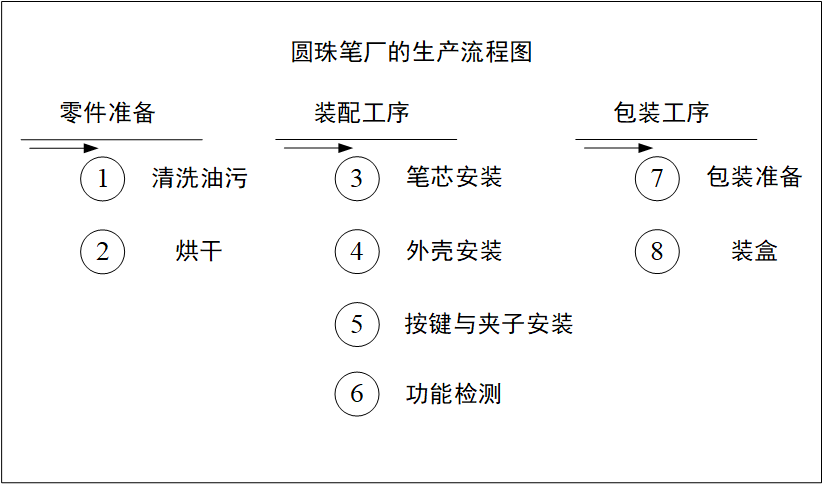 圆珠笔厂的生产流程图
零件准备
1 清洗油污
2 烘干
装配工序
3 笔芯安装
4 外壳安装
5 按键与夹子安装
6 功能检测
包装工序
7 包装准备
8 装盒